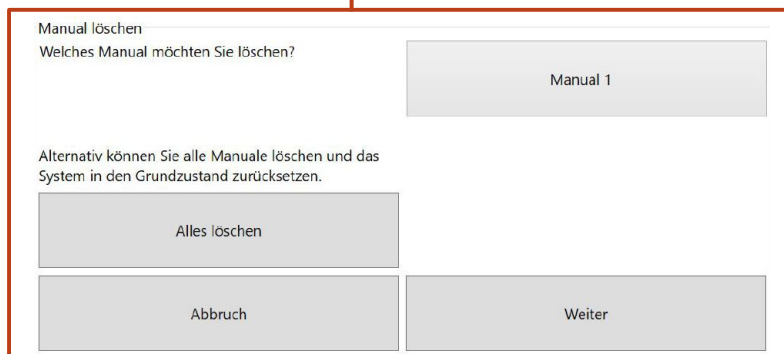 Manual löschen
Welches Manual möchten Sie löschen?
Manual 1
Alternativ können Sie alle Manuale löschen und das
System in den Grundzustand zurücksetzen.
Alles löschen
Abbruch
Weiter